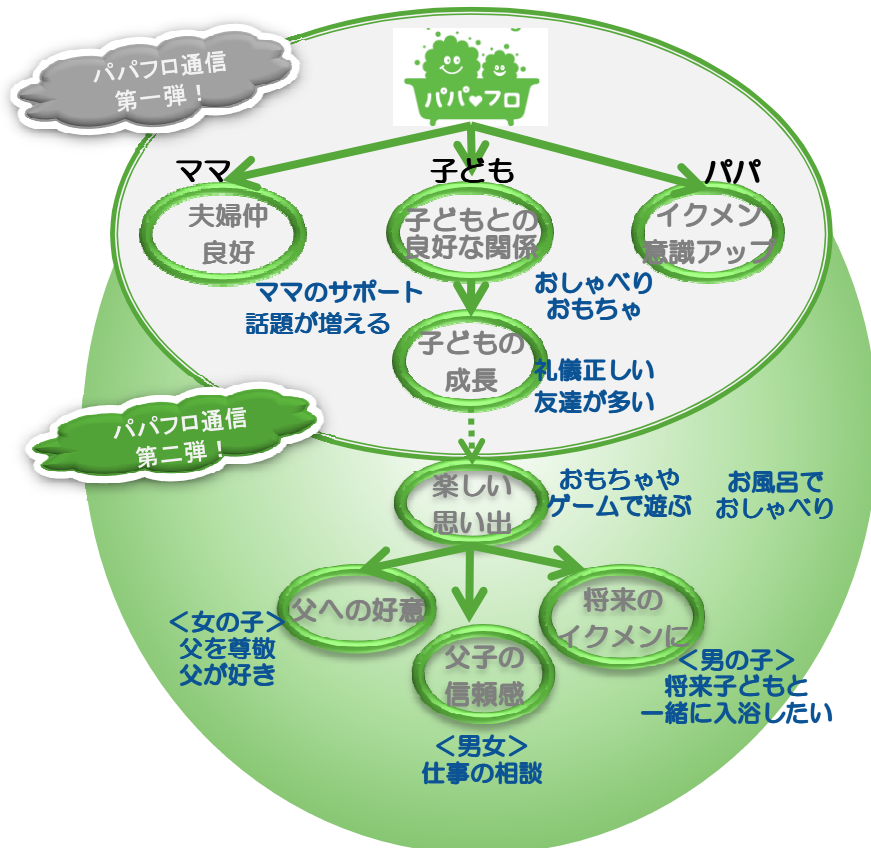 パパフロ通信
第一弾！
パパ♥フロ
ママ
子ども
パパ
夫婦仲
良好
子どもとの
良好な関係
イクメン
意識アップ
ママのサポート
話題が増える
おしゃべり
おもちゃ
子どもの
成長
礼儀正しい
友達が多い
パパフロ通信
第二弾！
楽しい
思い出
おもちゃや
ゲームで遊ぶ
お風呂で
おしゃべり
父への好意
＜女の子＞
父を尊敬
父が好き
父子の
信頼感
＜男女＞
仕事の相談
将来の
イクメンに
＜男の子＞
将来子どもと
一緒に入浴したい